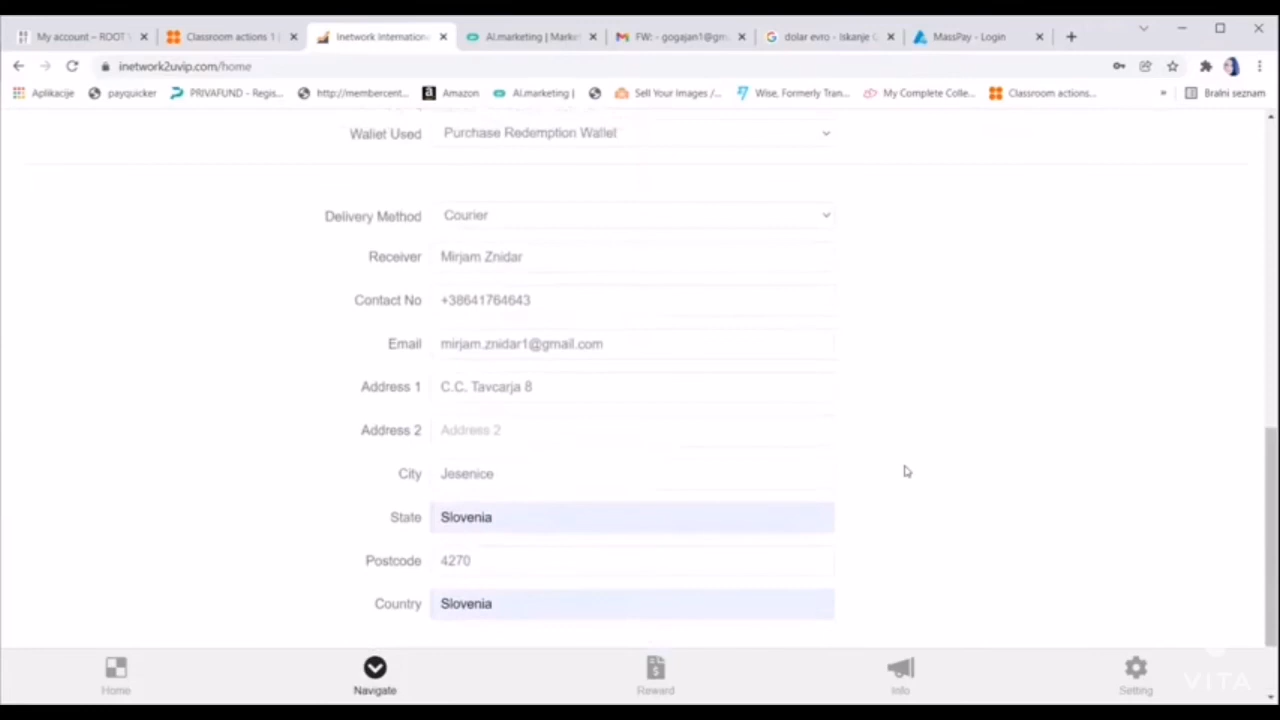 My account – ROOT
Classroom actions 1
Inetwork Internation
AI.marketing | Marke
FW: - gogajan1@gm
dolar evro - Iskanje
MassPay - Login
inetwork2uvip.com/home
Aplikacije
payquicker
PRIVAFUND - Regis...
http://membercent...
Amazon
AI.marketing |
Sell Your Images /...
Wise, Formerly Tran...
My Complete Colle...
Classroom actions...
»
Bralni seznam
Wallet Used
Purchase Redemption Wallet
Delivery Method
Courier
Receiver
Mirjam Znidar
Contact No
+38641764643
Email
mirjam.znidar1@gmail.com
Address 1
C.C. Tavcarja 8
Address 2
Address 2
City
Jesenice
State
Slovenia
Postcode
4270
Country
Slovenia
Home
Navigate
Reward
Info
Setting
VITA